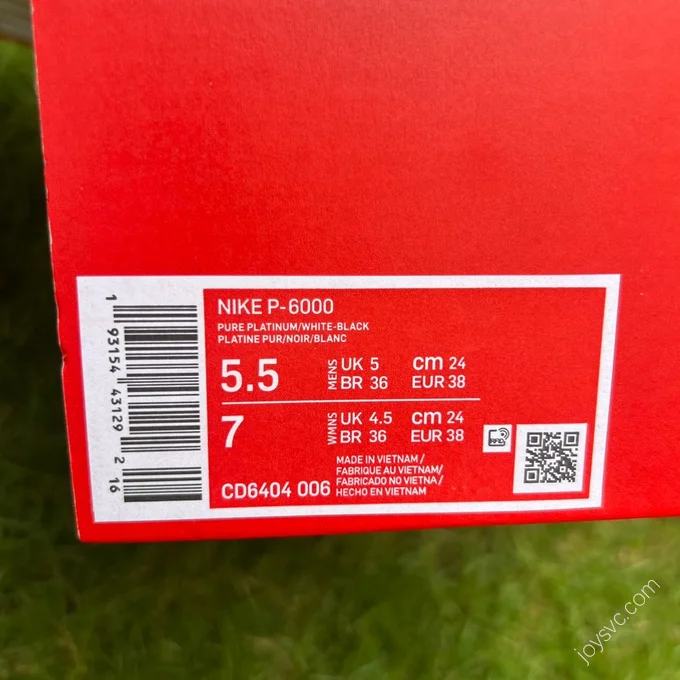 NIKE P-6000
PURE PLATINUM/WHITE-BLACK
PLATINE PUR/NOIR/BLANC
5.5 MENS UK 5 cm 24
BR 36 EUR 38
7 WMNS UK 4.5 cm 24
BR 36 EUR 38
CD6404 006
MADE IN VIETNAM /
FABRIQUE AU VIETNAM/
FABRICADO NO VIETNA /
HECHO EN VIETNAM
1 93154 43129 2 16
joysvc.com